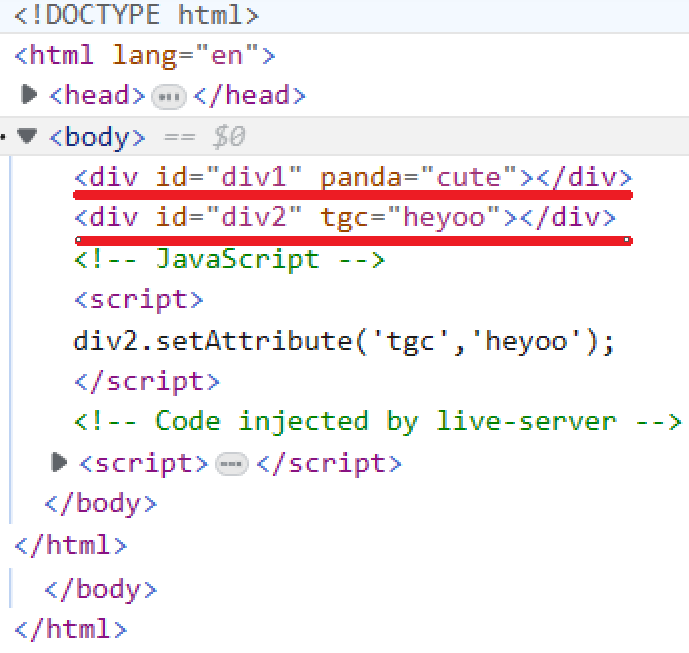 <!DOCTYPE html>
<html lang="en">
<head> ••• </head>
<body> == $0
<div id="div1" panda="cute"></div>
<div id="div2" tgc="heyoo"></div>
<!-- JavaScript -->
<script>
div2.setAttribute('tgc','heyoo');
</script>
<!-- Code injected by live-server -->
<script> ••• </script>
</body>
</html>
</body>
</html>